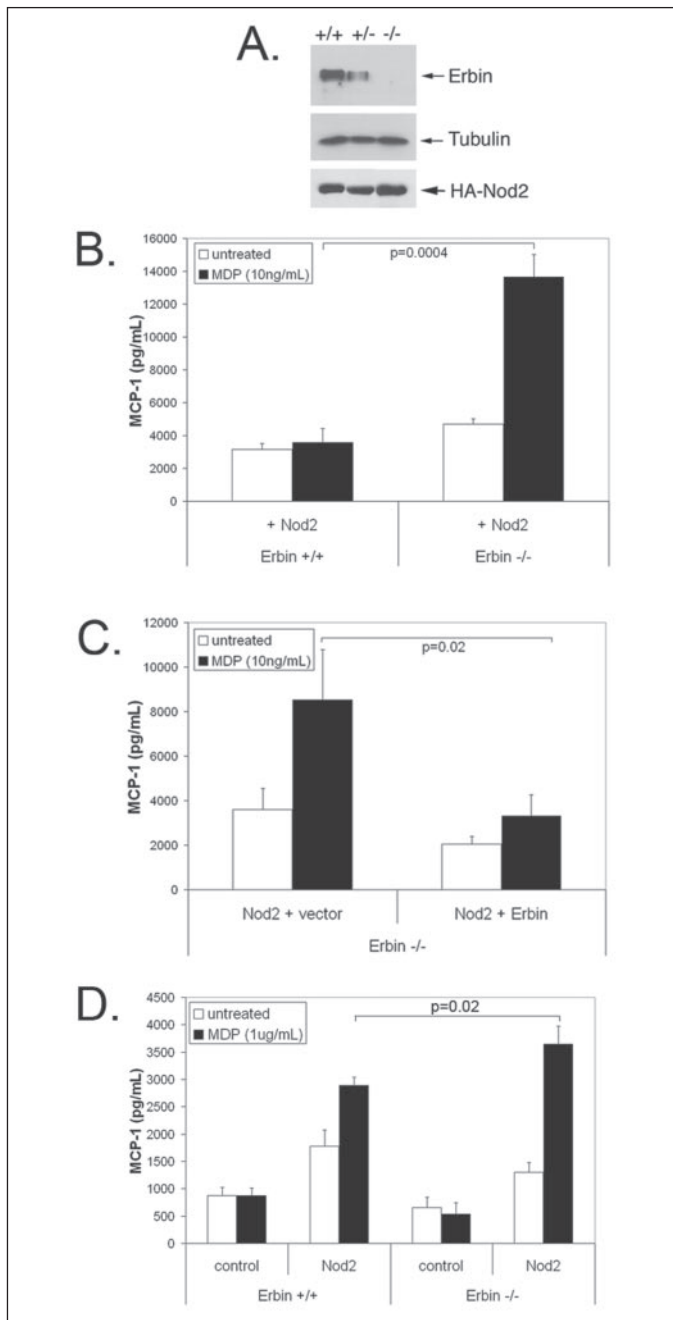 A.
+/+ +/- -/-
Erbin
Tubulin
HA-Nod2
B.
MCP-1 (pg/mL)
16000
14000
12000
10000
8000
6000
4000
2000
0
untreated
MDP (10ng/mL)
p=0.0004
+ Nod2 + Nod2
Erbin +/+ Erbin -/-
C.
MCP-1 (pg/mL)
12000
10000
8000
6000
4000
2000
0
untreated
MDP (10ng/mL)
p=0.02
Nod2 + vector Nod2 + Erbin
Erbin -/-
D.
MCP-1 (pg/mL)
4500
4000
3500
3000
2500
2000
1500
1000
500
0
untreated
MDP (1ug/mL)
p=0.02
control Nod2 control Nod2
Erbin +/+ Erbin -/-